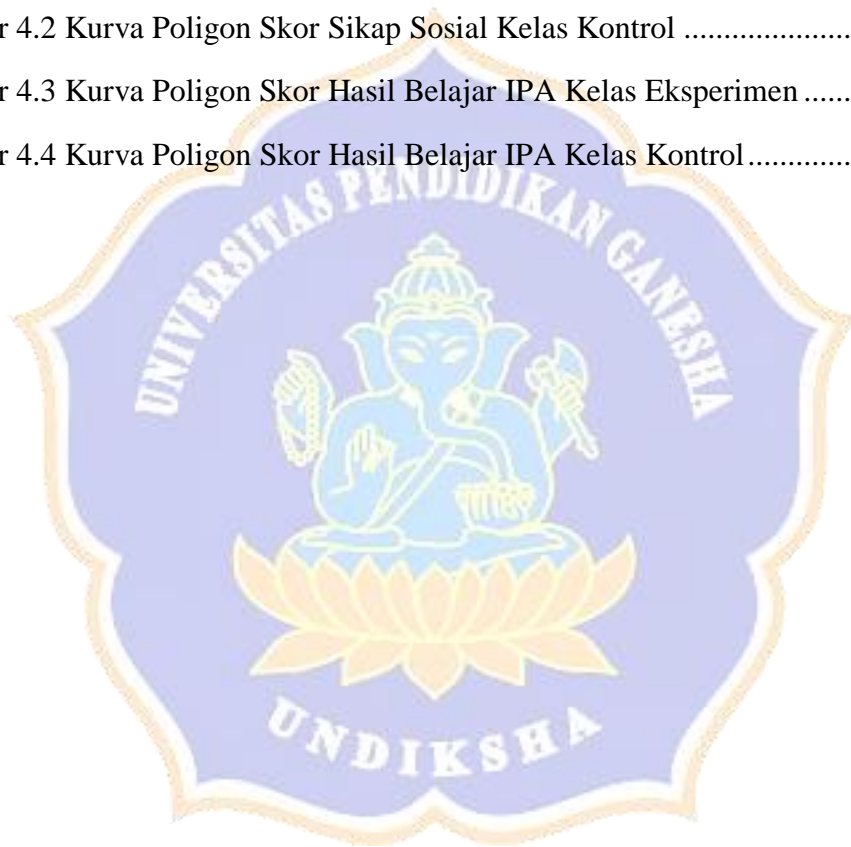 r 4.2 Kurva Poligon Skor Sikap Sosial Kelas Kontrol .....................
r 4.3 Kurva Poligon Skor Hasil Belajar IPA Kelas Eksperimen ......
r 4.4 Kurva Poligon Skor Hasil Belajar IPA Kelas Kontrol .............
UNIVERSITAS PENDIDIKAN GANESHA
UNDIKSHA